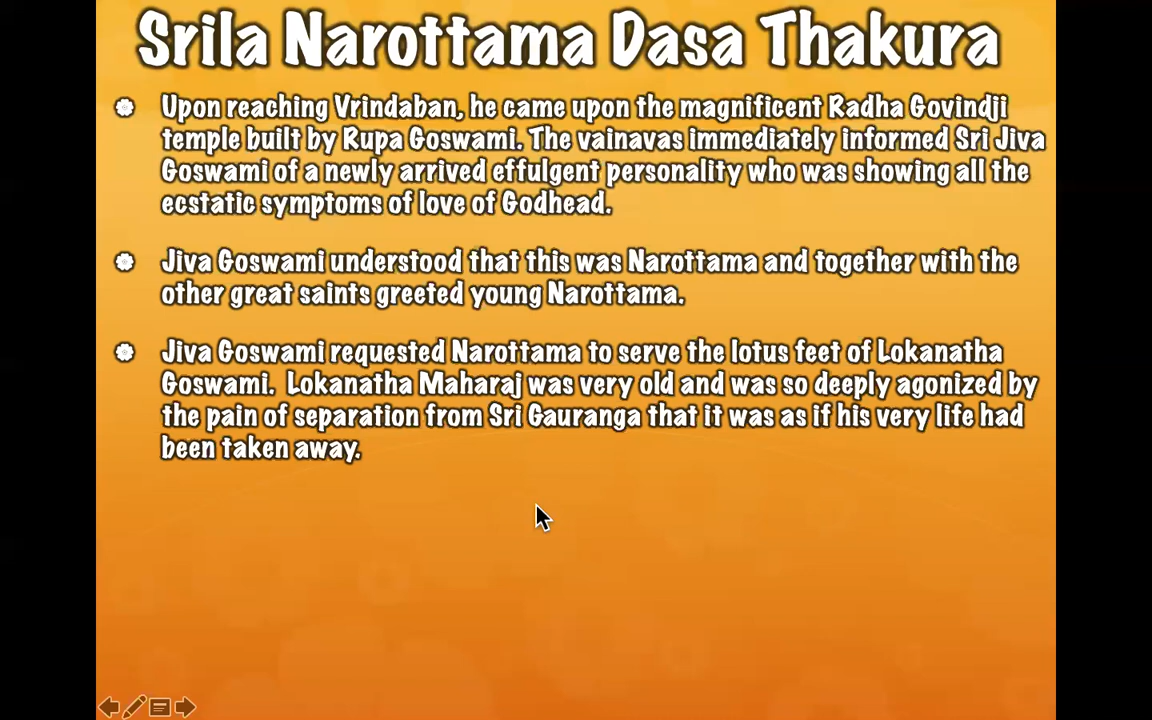 Srila Narottama Dasa Thakura
Upon reaching Vrindaban, he came upon the magnificent Radha Govindji
temple built by Rupa Goswami. The vainavas immediately informed Sri Jiva
Goswami of a newly arrived effulgent personality who was showing all the
ecstatic symptoms of love of Godhead.
Jiva Goswami understood that this was Narottama and together with the
other great saints greeted young Narottama.
Jiva Goswami requested Narottama to serve the lotus feet of Lokanatha
Goswami.  Lokanatha Maharaj was very old and was so deeply agonized by
the pain of separation from Sri Gauranga that it was as if his very life had
been taken away.